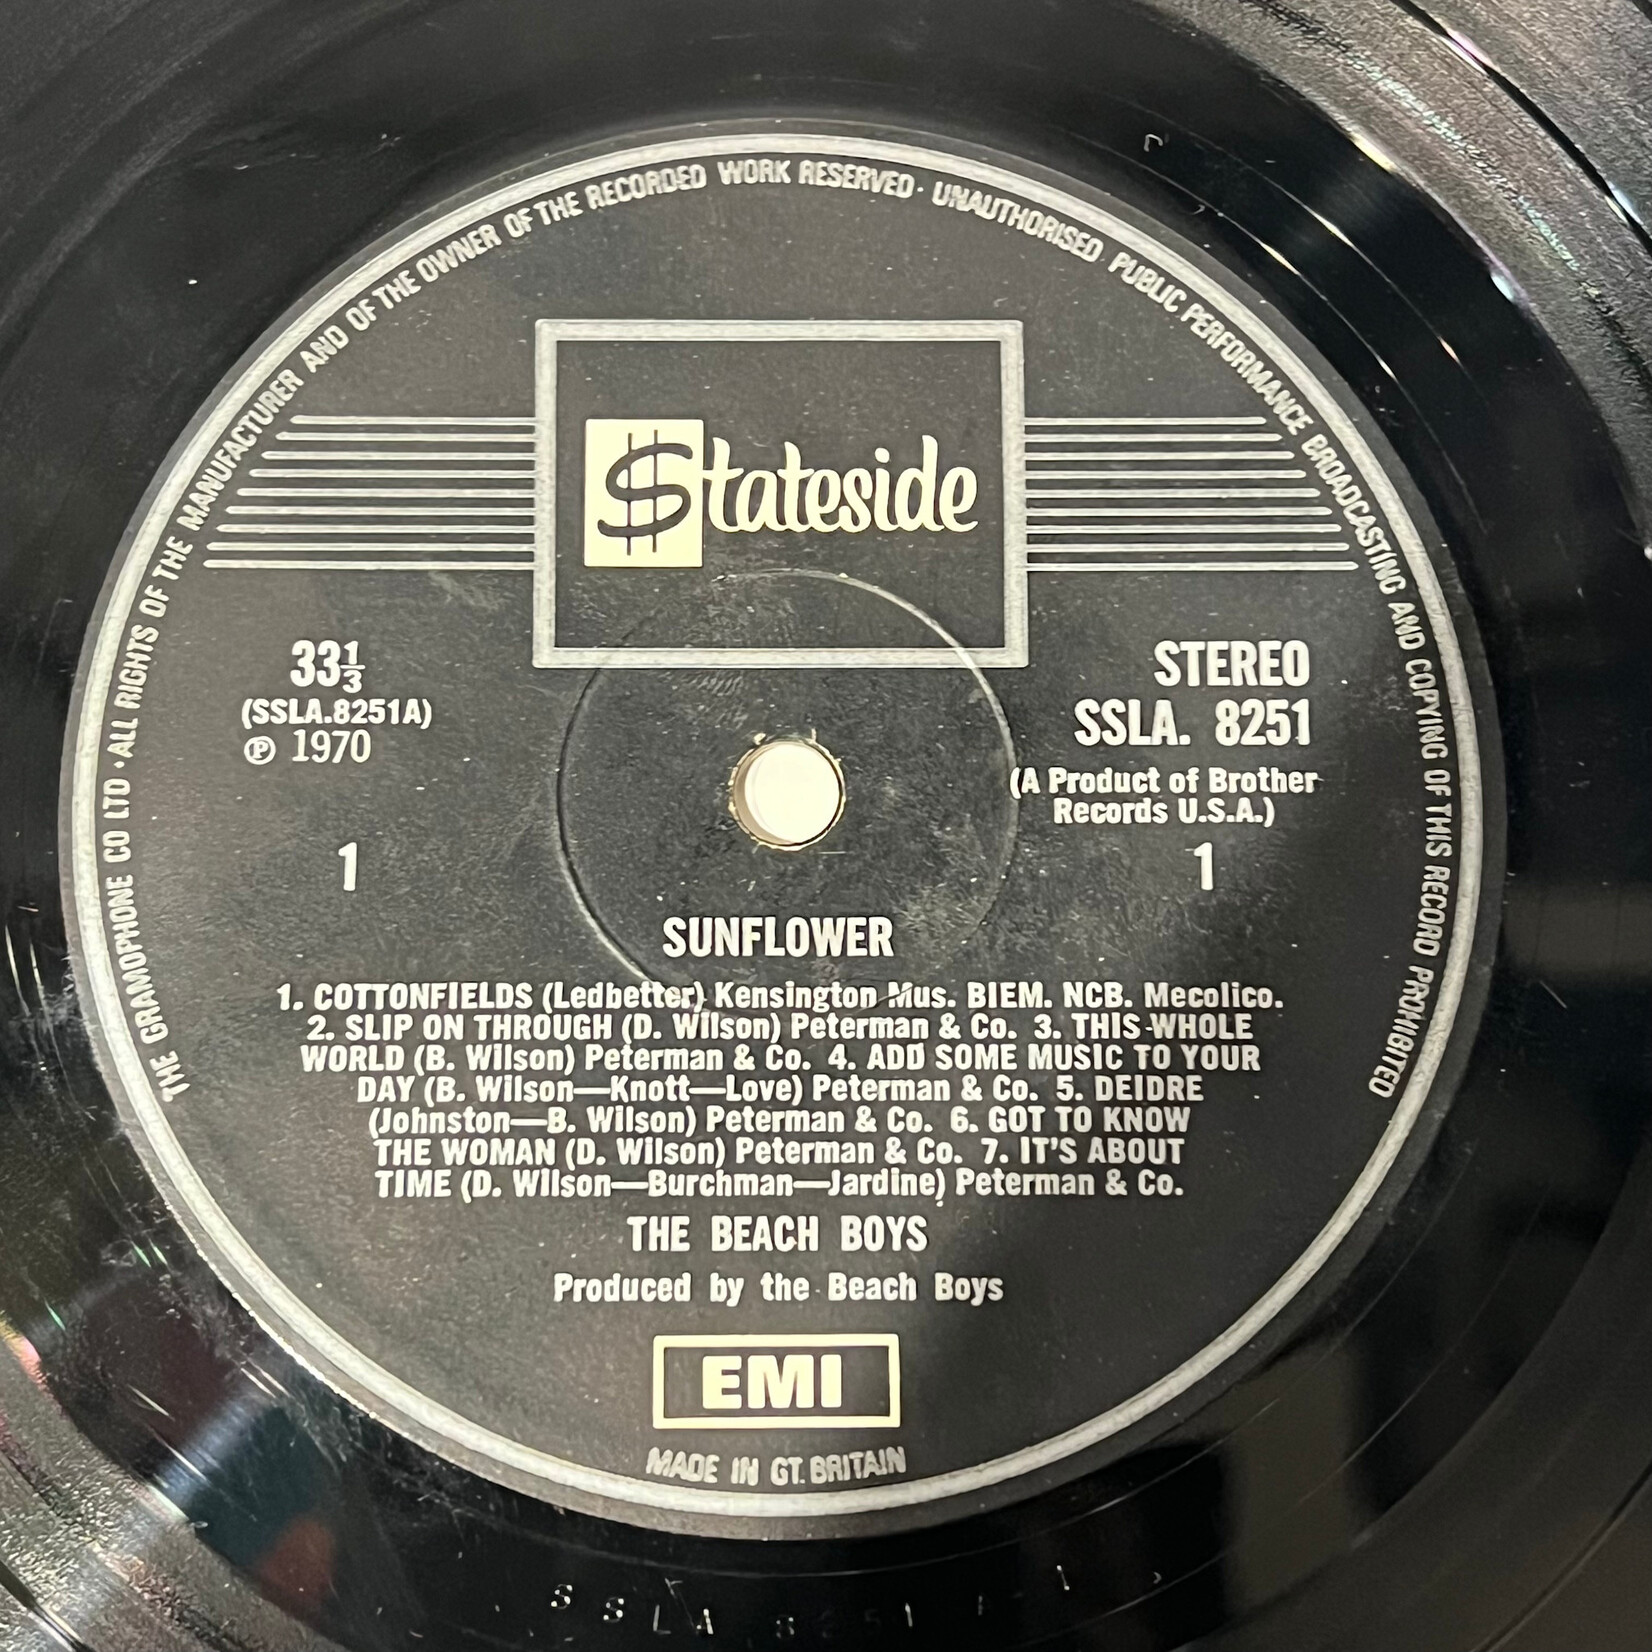 THE GRAMOPHONE CO LTD · ALL RIGHTS OF THE MANUFACTURER AND OF THE OWNER OF THE RECORDED WORK RESERVED · UNAUTHORISED PUBLIC PERFORMANCE BROADCASTING AND COPYING OF THIS RECORD PROHIBITED
Stateside
33⅓
(SSLA.8251A)
℗ 1970
STEREO
SSLA. 8251
(A Product of Brother
Records U.S.A.)
1
1
SUNFLOWER
1. COTTONFIELDS (Ledbetter) Kensington Mus. BIEM. NCB. Mecolico.
2. SLIP ON THROUGH (D. Wilson) Peterman & Co. 3. THIS WHOLE
WORLD (B. Wilson) Peterman & Co. 4. ADD SOME MUSIC TO YOUR
DAY (B. Wilson—Knott—Love) Peterman & Co. 5. DEIDRE
(Johnston—B. Wilson) Peterman & Co. 6. GOT TO KNOW
THE WOMAN (D. Wilson) Peterman & Co. 7. IT'S ABOUT
TIME (D. Wilson—Burchman—Jardine) Peterman & Co.
THE BEACH BOYS
Produced by the Beach Boys
EMI
MADE IN GT. BRITAIN